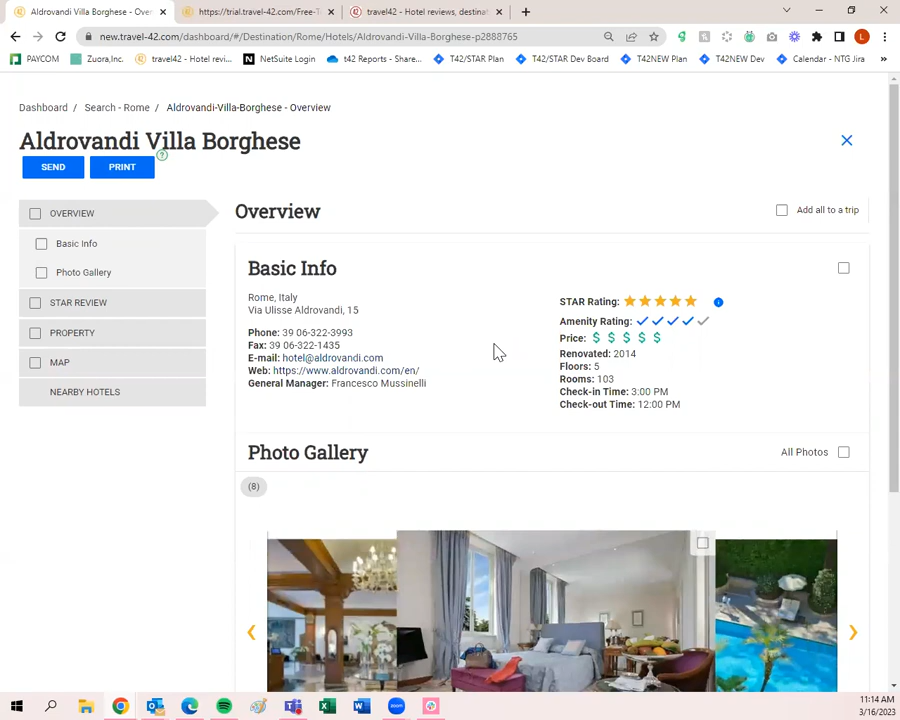 Aldrovandi Villa Borghese - Over
https://trial.travel-42.com/Free-T
travel42 - Hotel reviews, destinat
new.travel-42.com/dashboard/#/Destination/Rome/Hotels/Aldrovandi-Villa-Borghese-p2888765
PAYCOM
Zuora,Inc.
travel42 - Hotel revi...
NetSuite Login
t42 Reports - Share...
T42/STAR Plan
T42/STAR Dev Board
T42NEW Plan
T42NEW Dev
Calendar - NTG Jira
»
Dashboard / Search - Rome / Aldrovandi-Villa-Borghese - Overview
Aldrovandi Villa Borghese
SEND
PRINT
OVERVIEW
Basic Info
Photo Gallery
STAR REVIEW
PROPERTY
MAP
NEARBY HOTELS
Overview
Add all to a trip
Basic Info
Rome, Italy
Via Ulisse Aldrovandi, 15
Phone: 39 06-322-3993
Fax: 39 06-322-1435
E-mail: hotel@aldrovandi.com
Web: https://www.aldrovandi.com/en/
General Manager: Francesco Mussinelli
STAR Rating:
Amenity Rating:
Price: $ $ $ $ $
Renovated: 2014
Floors: 5
Rooms: 103
Check-in Time: 3:00 PM
Check-out Time: 12:00 PM
Photo Gallery
All Photos
(8)
11:14 AM
3/16/2023